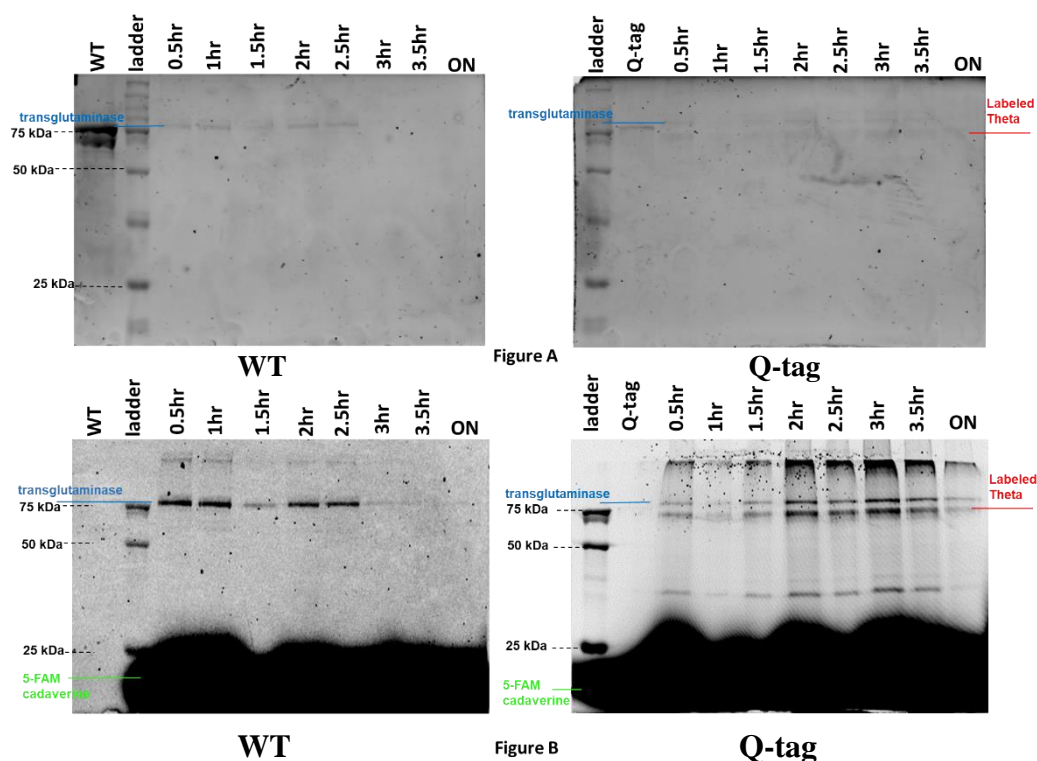 WT ladder 0.5hr 1hr 1.5hr 2hr 2.5hr 3hr 3.5hr ON
transglutaminase
75 kDa
50 kDa
25 kDa
WT
ladder Q-tag 0.5hr 1hr 1.5hr 2hr 2.5hr 3hr 3.5hr ON
transglutaminase
Labeled
Theta
Q-tag
Figure A
WT ladder 0.5hr 1hr 1.5hr 2hr 2.5hr 3hr 3.5hr ON
transglutaminase
75 kDa
50 kDa
25 kDa
5-FAM
cadaverine
WT
ladder Q-tag 0.5hr 1hr 1.5hr 2hr 2.5hr 3hr 3.5hr ON
transglutaminase
75 kDa
50 kDa
25 kDa
5-FAM
cadaverine
Labeled
Theta
Q-tag
Figure B